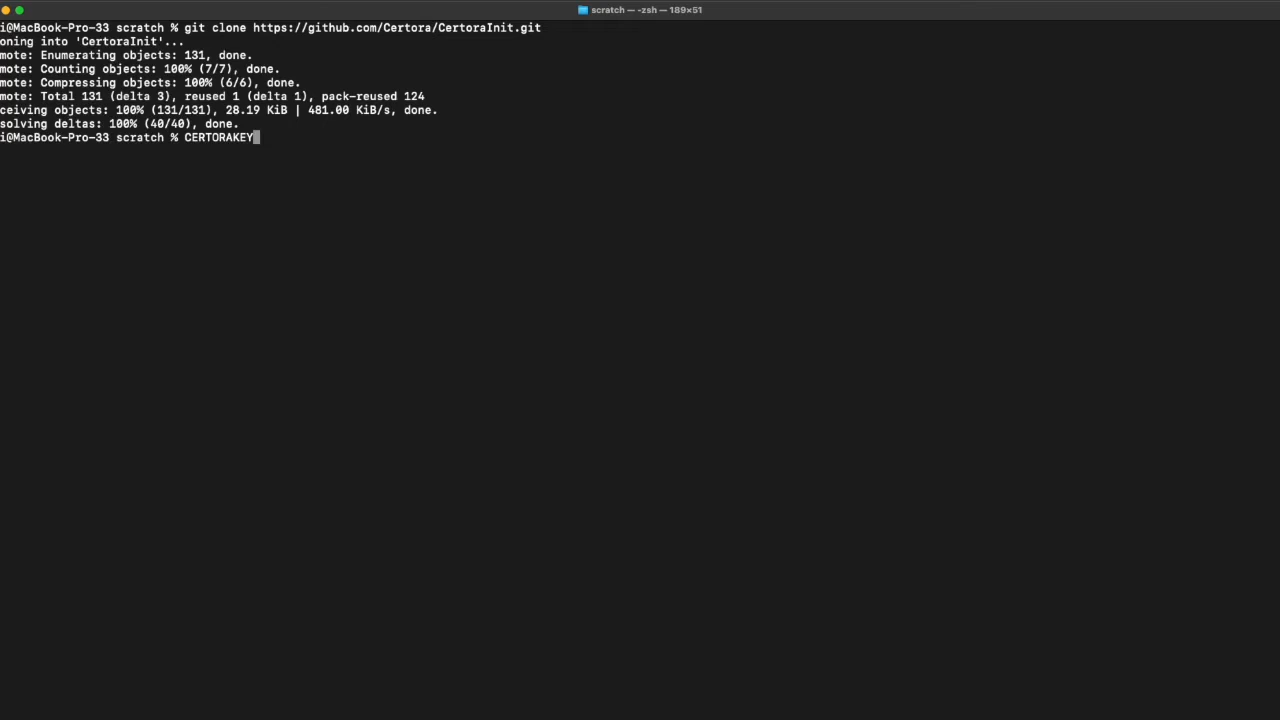 scratch — -zsh — 189×51
i@MacBook-Pro-33 scratch % git clone https://github.com/Certora/CertoraInit.git
oning into 'CertoraInit'...
mote: Enumerating objects: 131, done.
mote: Counting objects: 100% (7/7), done.
mote: Compressing objects: 100% (6/6), done.
mote: Total 131 (delta 3), reused 1 (delta 1), pack-reused 124
ceiving objects: 100% (131/131), 28.19 KiB | 481.00 KiB/s, done.
solving deltas: 100% (40/40), done.
i@MacBook-Pro-33 scratch % CERTORAKEY